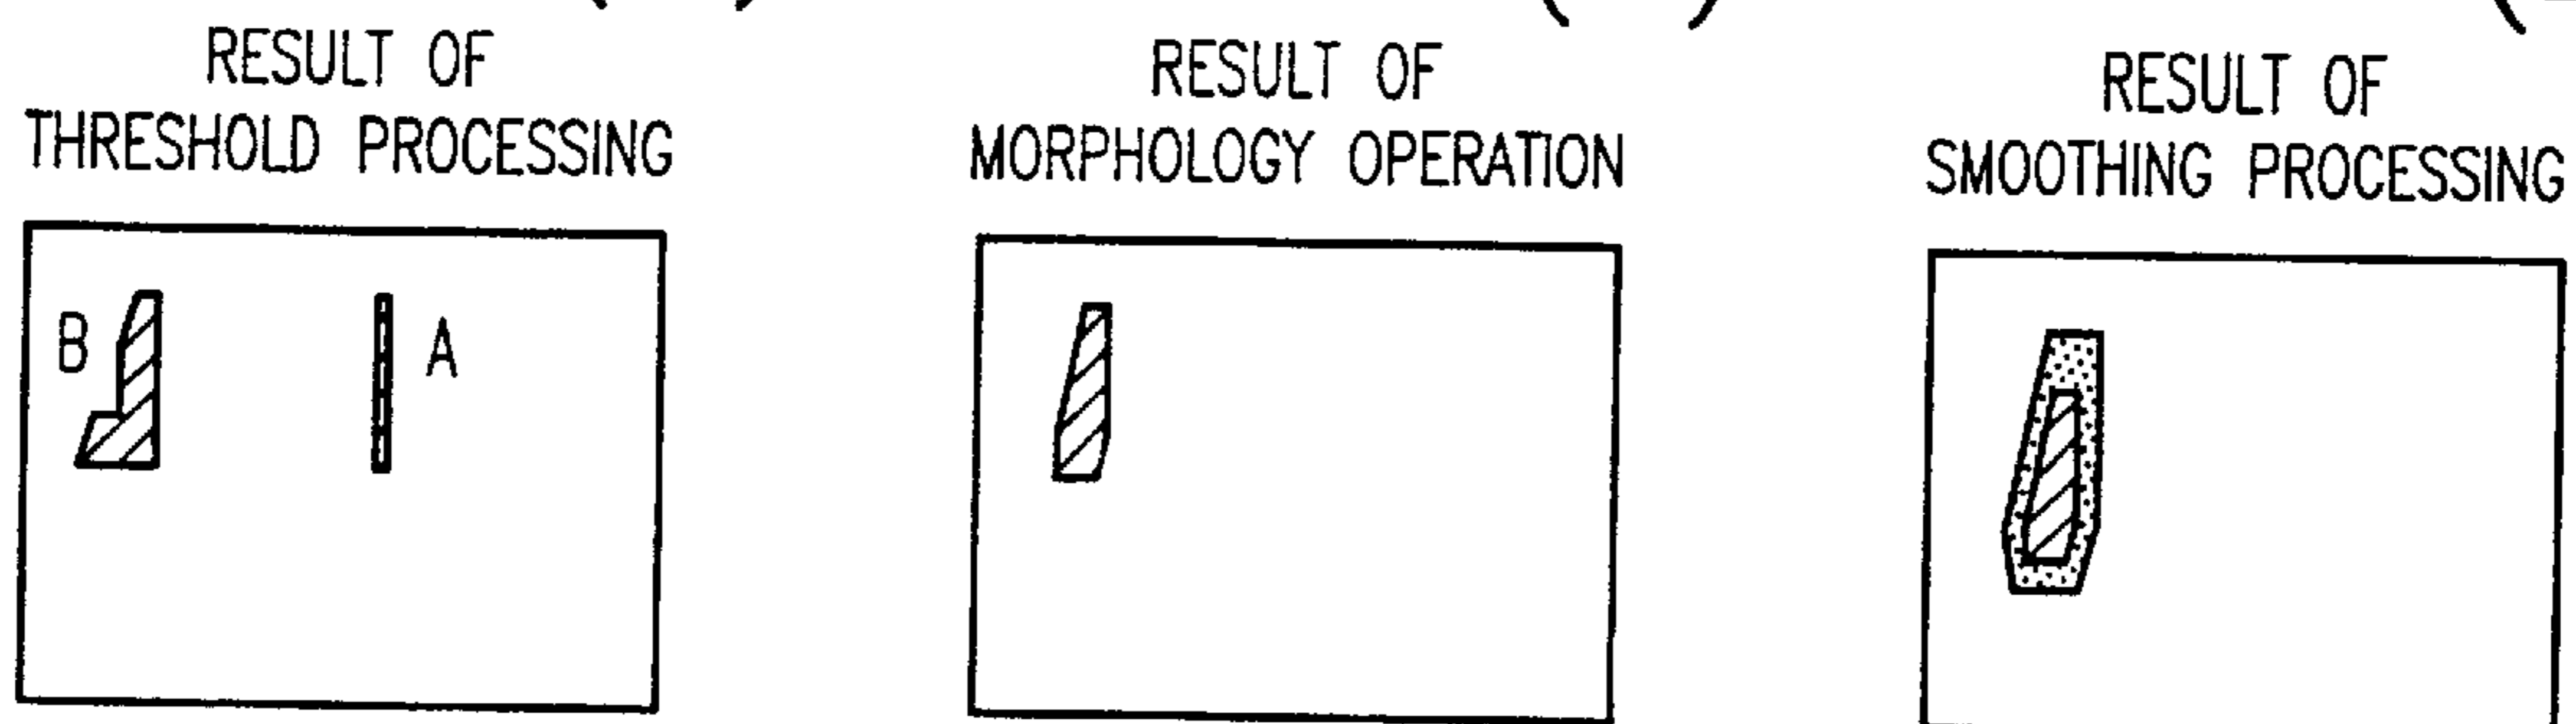 RESULT OF
THRESHOLD PROCESSING
RESULT OF
MORPHOLOGY OPERATION
RESULT OF
SMOOTHING PROCESSING
B
A